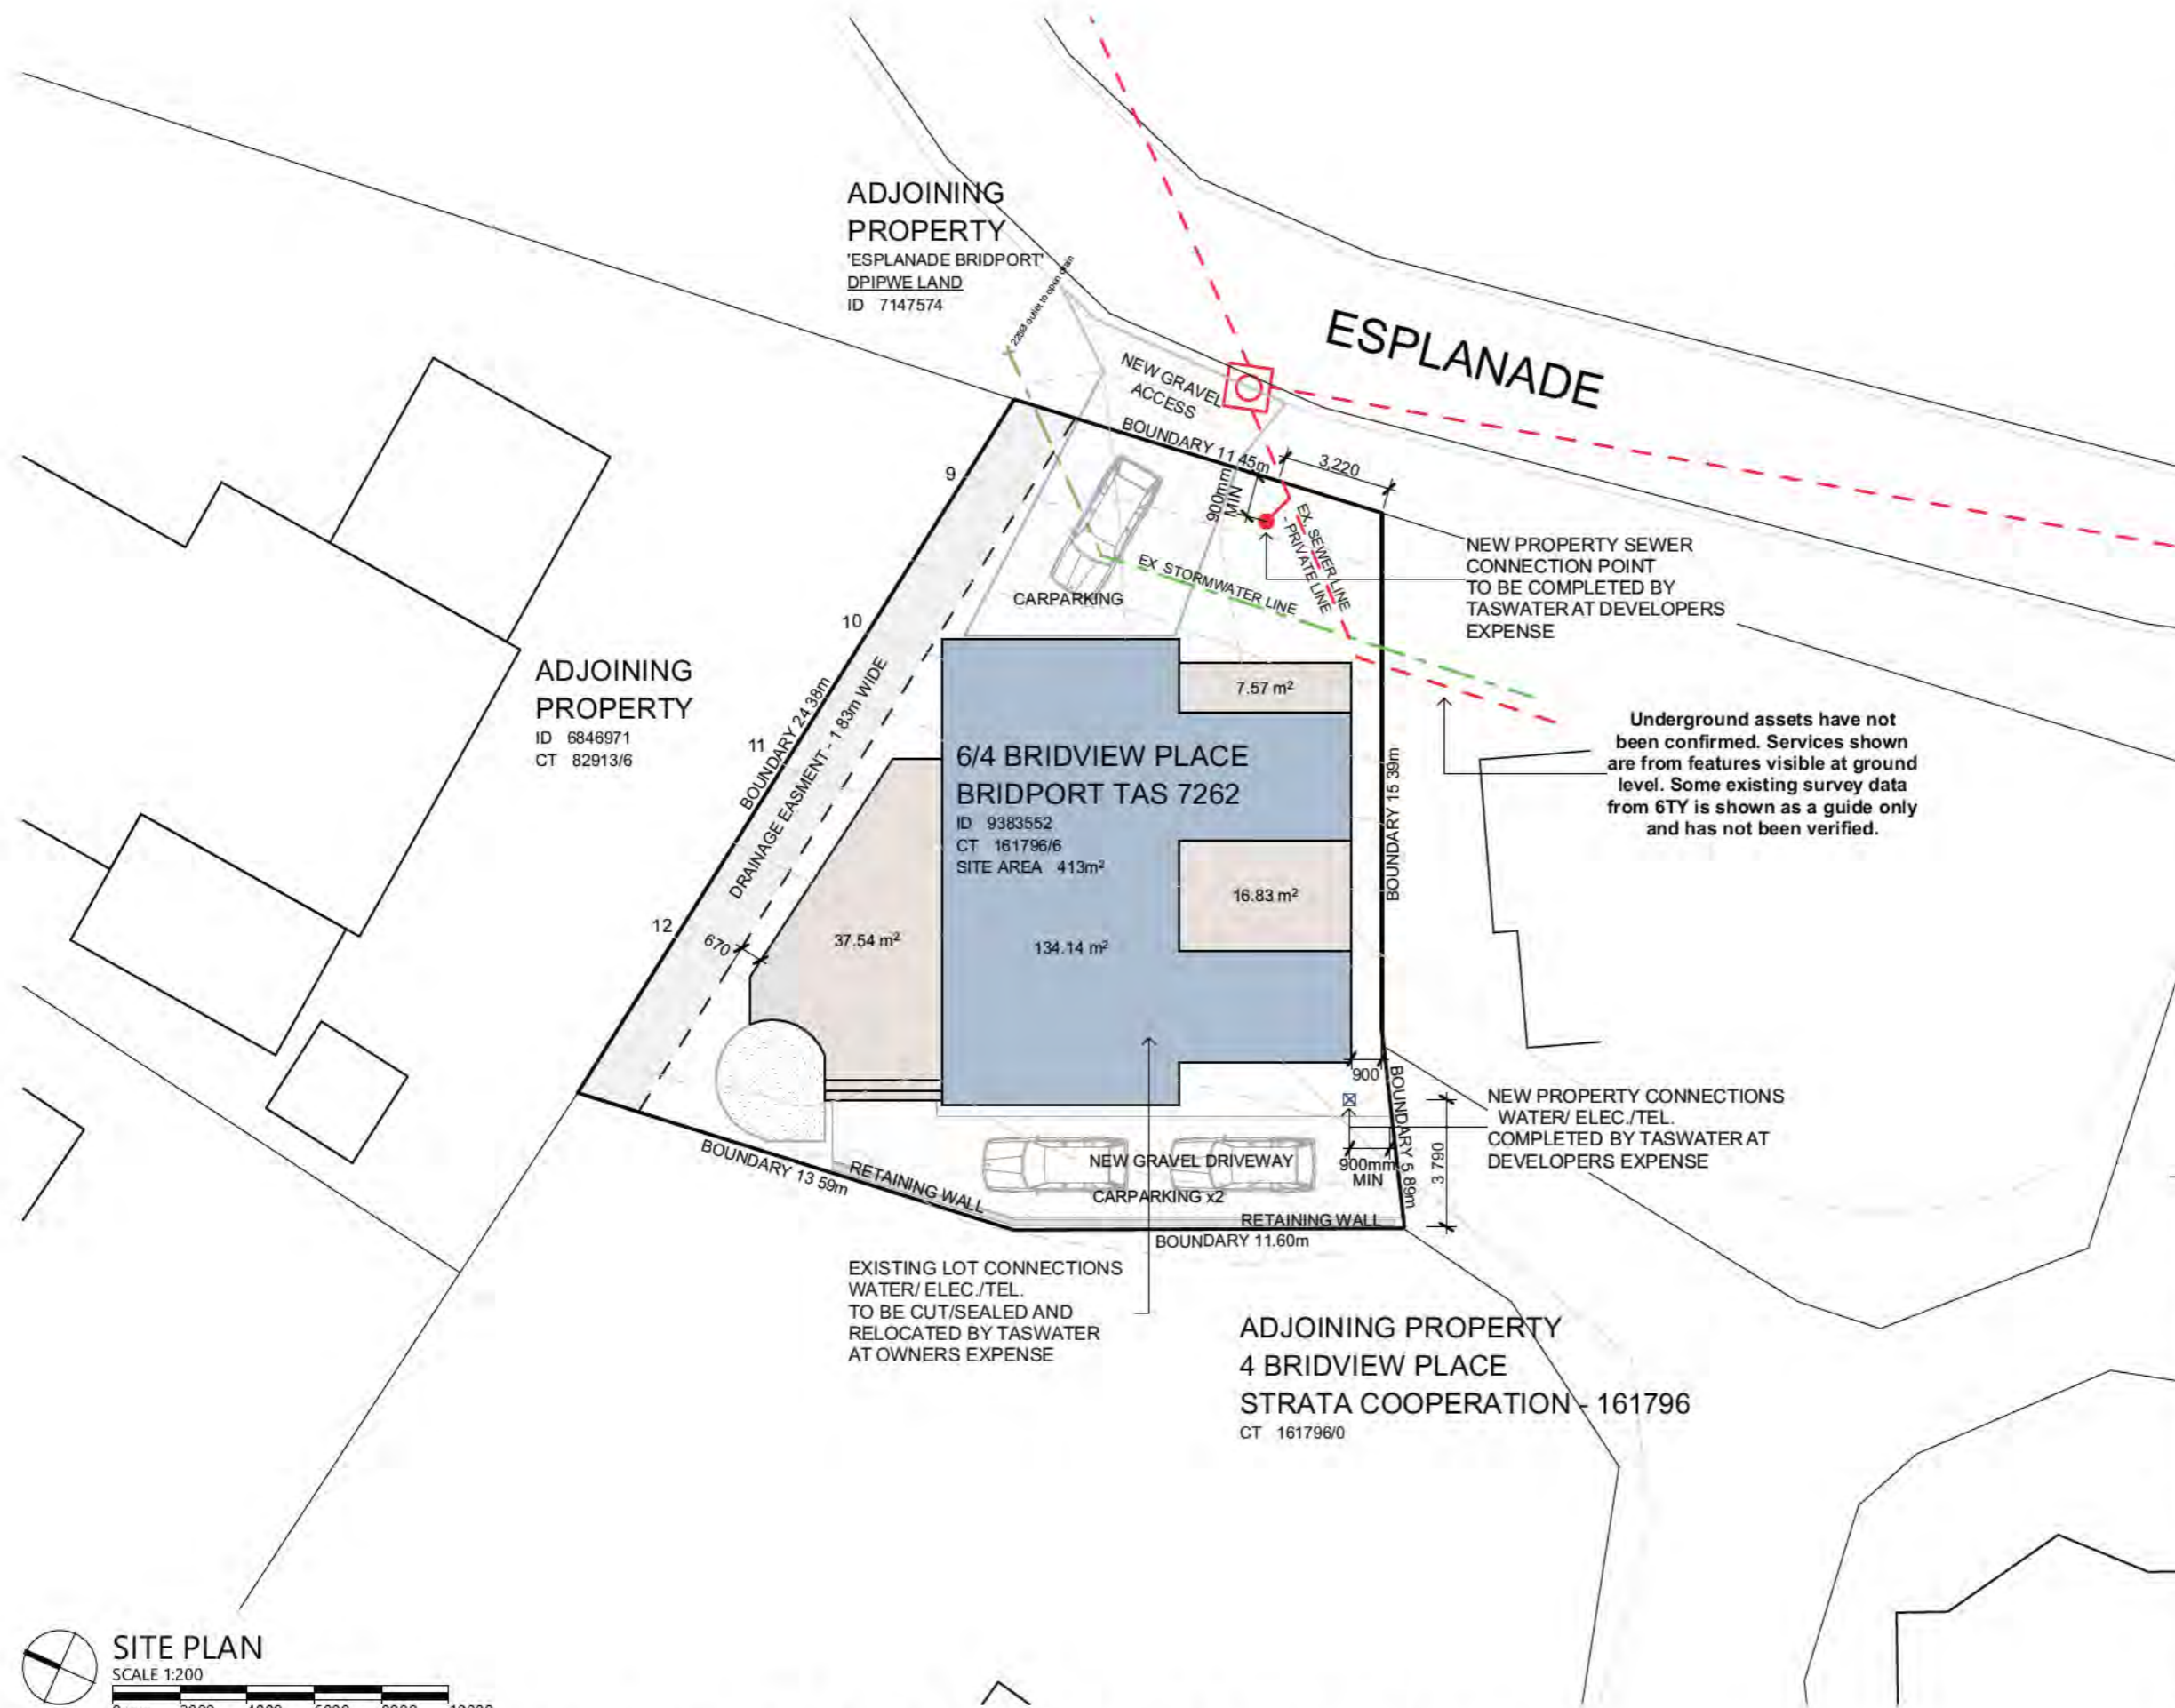 ADJOINING
PROPERTY
'ESPLANADE BRIDPORT'
DPIPWE LAND
ID 7147574
225Ø outlet to open drain
ESPLANADE
NEW GRAVEL
ACCESS
BOUNDARY 11 45m
3,220
900mm
MIN
9
10
11
12
EX. SEWER LINE
- PRIVATE LINE
EX STORMWATER LINE
CARPARKING
NEW PROPERTY SEWER
CONNECTION POINT
TO BE COMPLETED BY
TASWATER AT DEVELOPERS
EXPENSE
ADJOINING
PROPERTY
ID 6846971
CT 82913/6
BOUNDARY 24 38m
DRAINAGE EASMENT - 1 83m WIDE
670
7.57 m²
6/4 BRIDVIEW PLACE
BRIDPORT TAS 7262
ID 9383552
CT 161796/6
SITE AREA 413m²
37.54 m²
134.14 m²
16.83 m²
BOUNDARY 15 39m
Underground assets have not
been confirmed. Services shown
are from features visible at ground
level. Some existing survey data
from 6TY is shown as a guide only
and has not been verified.
900
BOUNDARY 5 89m
3 790
900mm
MIN
NEW PROPERTY CONNECTIONS
WATER/ ELEC./TEL.
COMPLETED BY TASWATER AT
DEVELOPERS EXPENSE
BOUNDARY 13 59m
RETAINING WALL
NEW GRAVEL DRIVEWAY
CARPARKING x2
RETAINING WALL
BOUNDARY 11.60m
EXISTING LOT CONNECTIONS
WATER/ ELEC./TEL.
TO BE CUT/SEALED AND
RELOCATED BY TASWATER
AT OWNERS EXPENSE
ADJOINING PROPERTY
4 BRIDVIEW PLACE
STRATA COOPERATION - 161796
CT 161796/0
SITE PLAN
SCALE 1:200